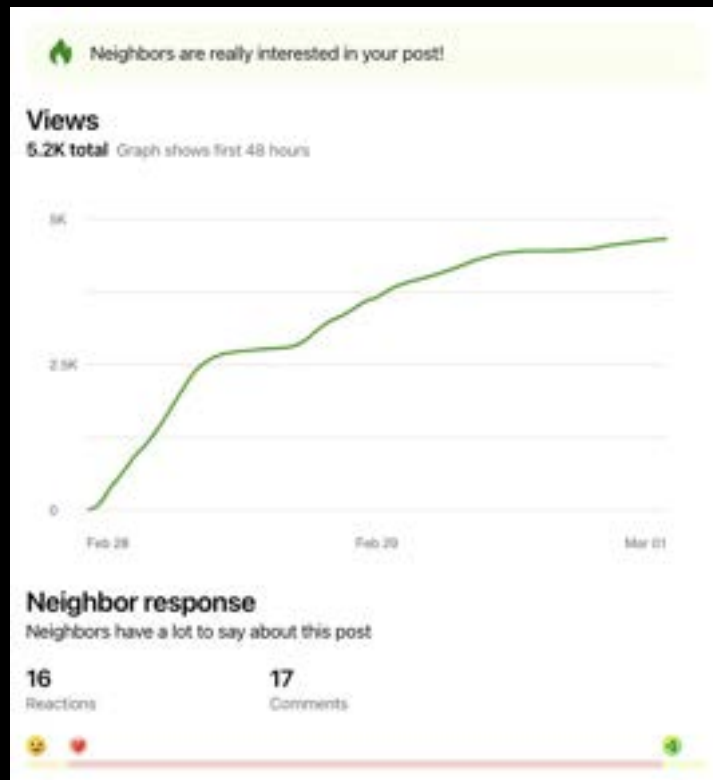 Neighbors are really interested in your post!
Views
5.2K total Graph shows first 48 hours
5K
2.5K
0
Feb 28 Feb 29 Mar 01
Neighbor response
Neighbors have a lot to say about this post
16 17
Reactions Comments